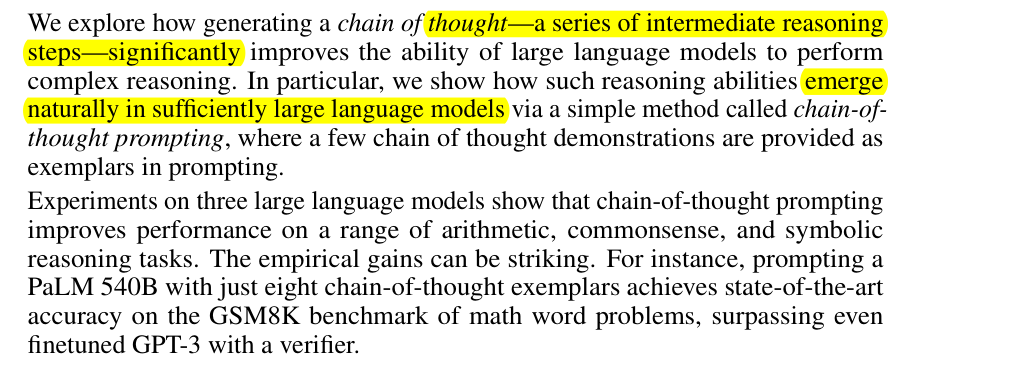 We explore how generating a chain of thought—a series of intermediate reasoning
steps—significantly improves the ability of large language models to perform
complex reasoning. In particular, we show how such reasoning abilities emerge
naturally in sufficiently large language models via a simple method called chain-of-
thought prompting, where a few chain of thought demonstrations are provided as
exemplars in prompting.
Experiments on three large language models show that chain-of-thought prompting
improves performance on a range of arithmetic, commonsense, and symbolic
reasoning tasks. The empirical gains can be striking. For instance, prompting a
PaLM 540B with just eight chain-of-thought exemplars achieves state-of-the-art
accuracy on the GSM8K benchmark of math word problems, surpassing even
finetuned GPT-3 with a verifier.